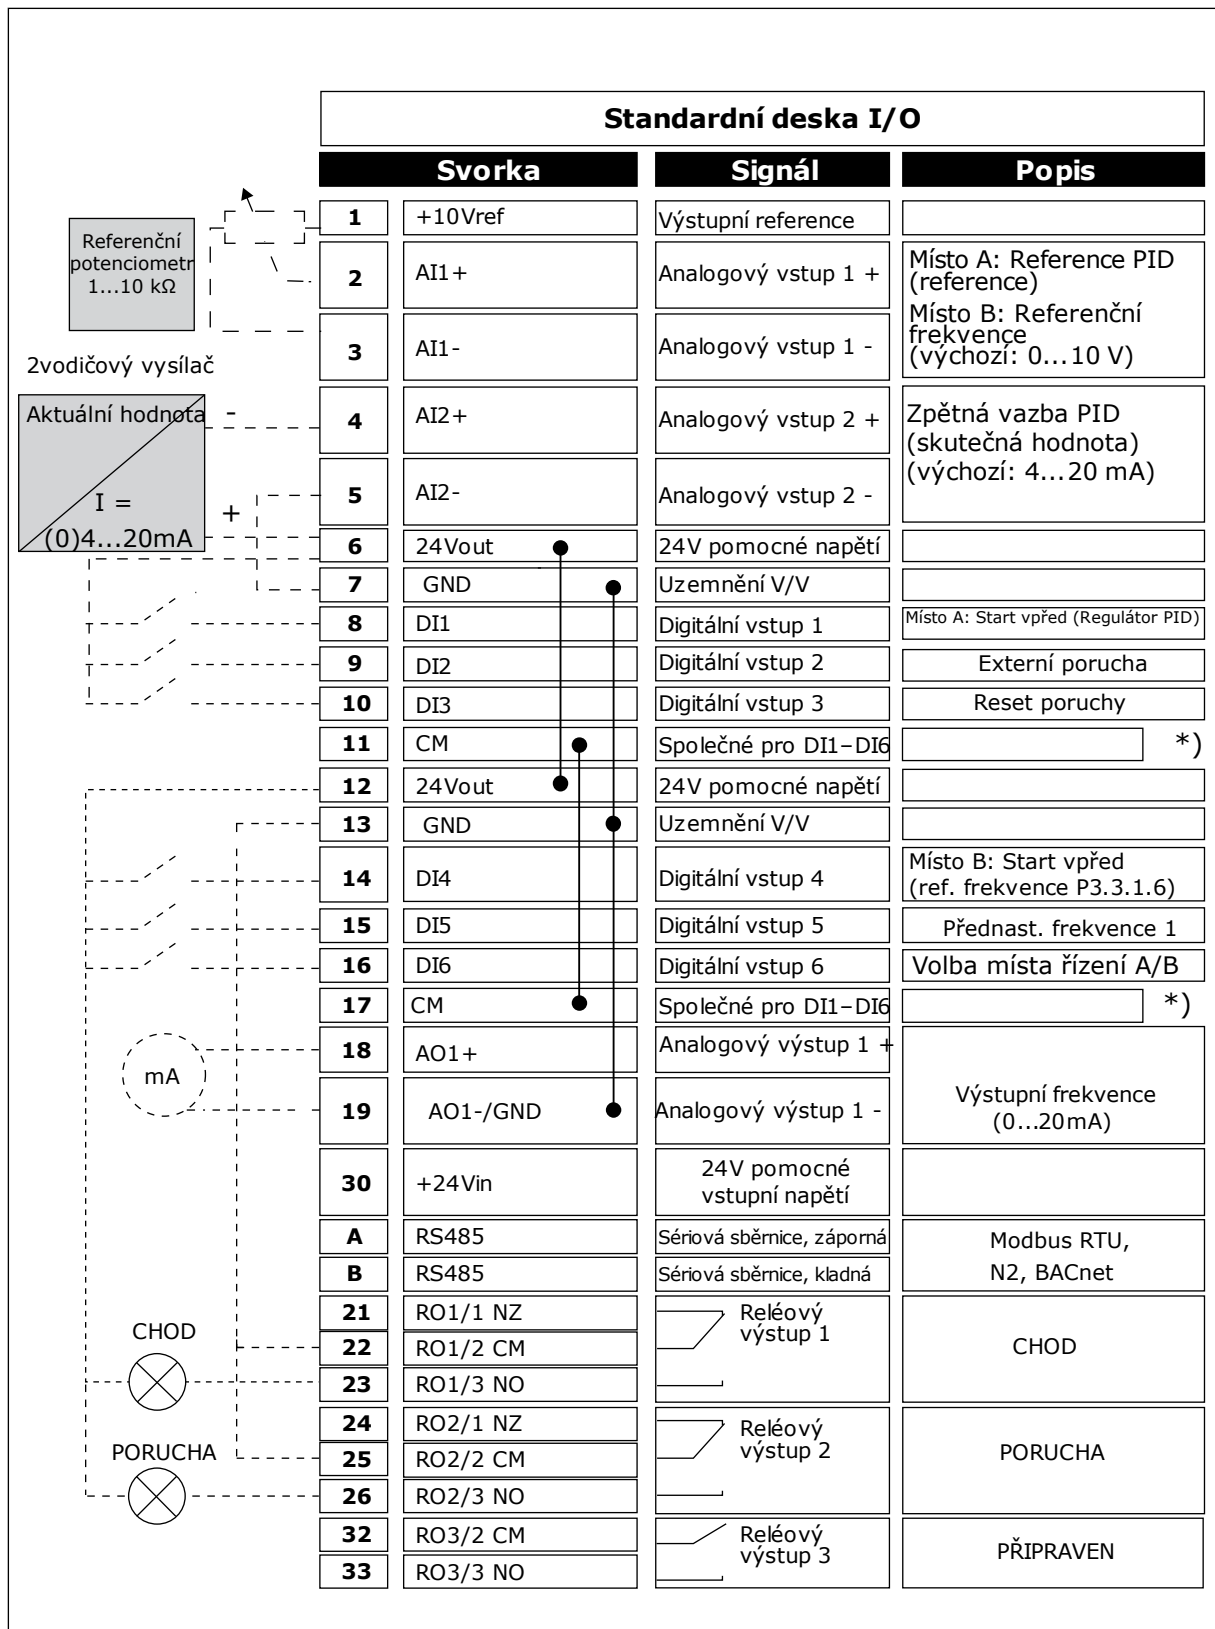 Standardní deska I/O
Svorka Signál Popis
1 +10Vref Výstupní reference
Referenční
potenciometr
1...10 kΩ
2 AI1+ Analogový vstup 1 +
Místo A: Reference PID
(reference)
Místo B: Referenční
frekvence
(výchozí: 0...10 V)
3 AI1- Analogový vstup 1 -
2vodičový vysílač
Aktuální hodnota -
I =
(0)4...20mA
+
4 AI2+ Analogový vstup 2 +
Zpětná vazba PID
(skutečná hodnota)
(výchozí: 4...20 mA)
5 AI2- Analogový vstup 2 -
6 24Vout 24V pomocné napětí
7 GND Uzemnění V/V
8 DI1 Digitální vstup 1 Místo A: Start vpřed (Regulátor PID)
9 DI2 Digitální vstup 2 Externí porucha
10 DI3 Digitální vstup 3 Reset poruchy
11 CM Společné pro DI1–DI6 *)
12 24Vout 24V pomocné napětí
13 GND Uzemnění V/V
14 DI4 Digitální vstup 4
Místo B: Start vpřed
(ref. frekvence P3.3.1.6)
15 DI5 Digitální vstup 5 Přednast. frekvence 1
16 DI6 Digitální vstup 6 Volba místa řízení A/B
17 CM Společné pro DI1–DI6 *)
18 AO1+ Analogový výstup 1 +
mA
19 AO1-/GND Analogový výstup 1 -
Výstupní frekvence
(0...20mA)
30 +24Vin
24V pomocné
vstupní napětí
A RS485 Sériová sběrnice, záporná
B RS485 Sériová sběrnice, kladná
Modbus RTU,
N2, BACnet
21 RO1/1 NZ
Reléový
výstup 1
CHOD
22 RO1/2 CM
CHOD
23 RO1/3 NO
24 RO2/1 NZ
Reléový
výstup 2
PORUCHA
25 RO2/2 CM
PORUCHA
26 RO2/3 NO
32 RO3/2 CM
Reléový
výstup 3
PŘIPRAVEN
33 RO3/3 NO